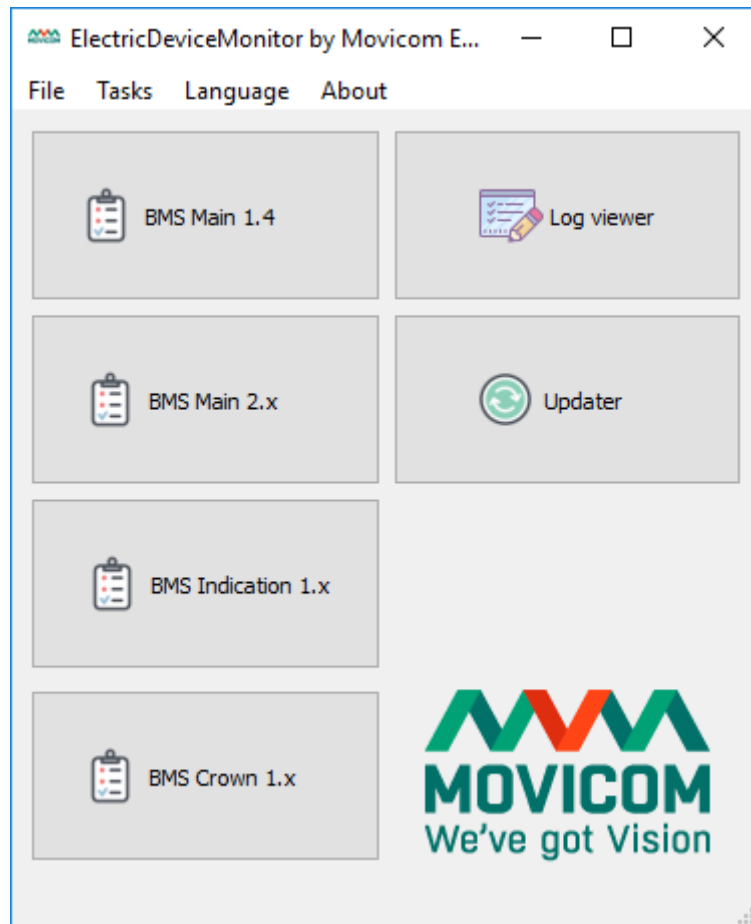 ElectricDeviceMonitor by Movicom E...
File Tasks Language About
BMS Main 1.4
Log viewer
BMS Main 2.x
Updater
BMS Indication 1.x
BMS Crown 1.x
MOVICOM
We've got Vision